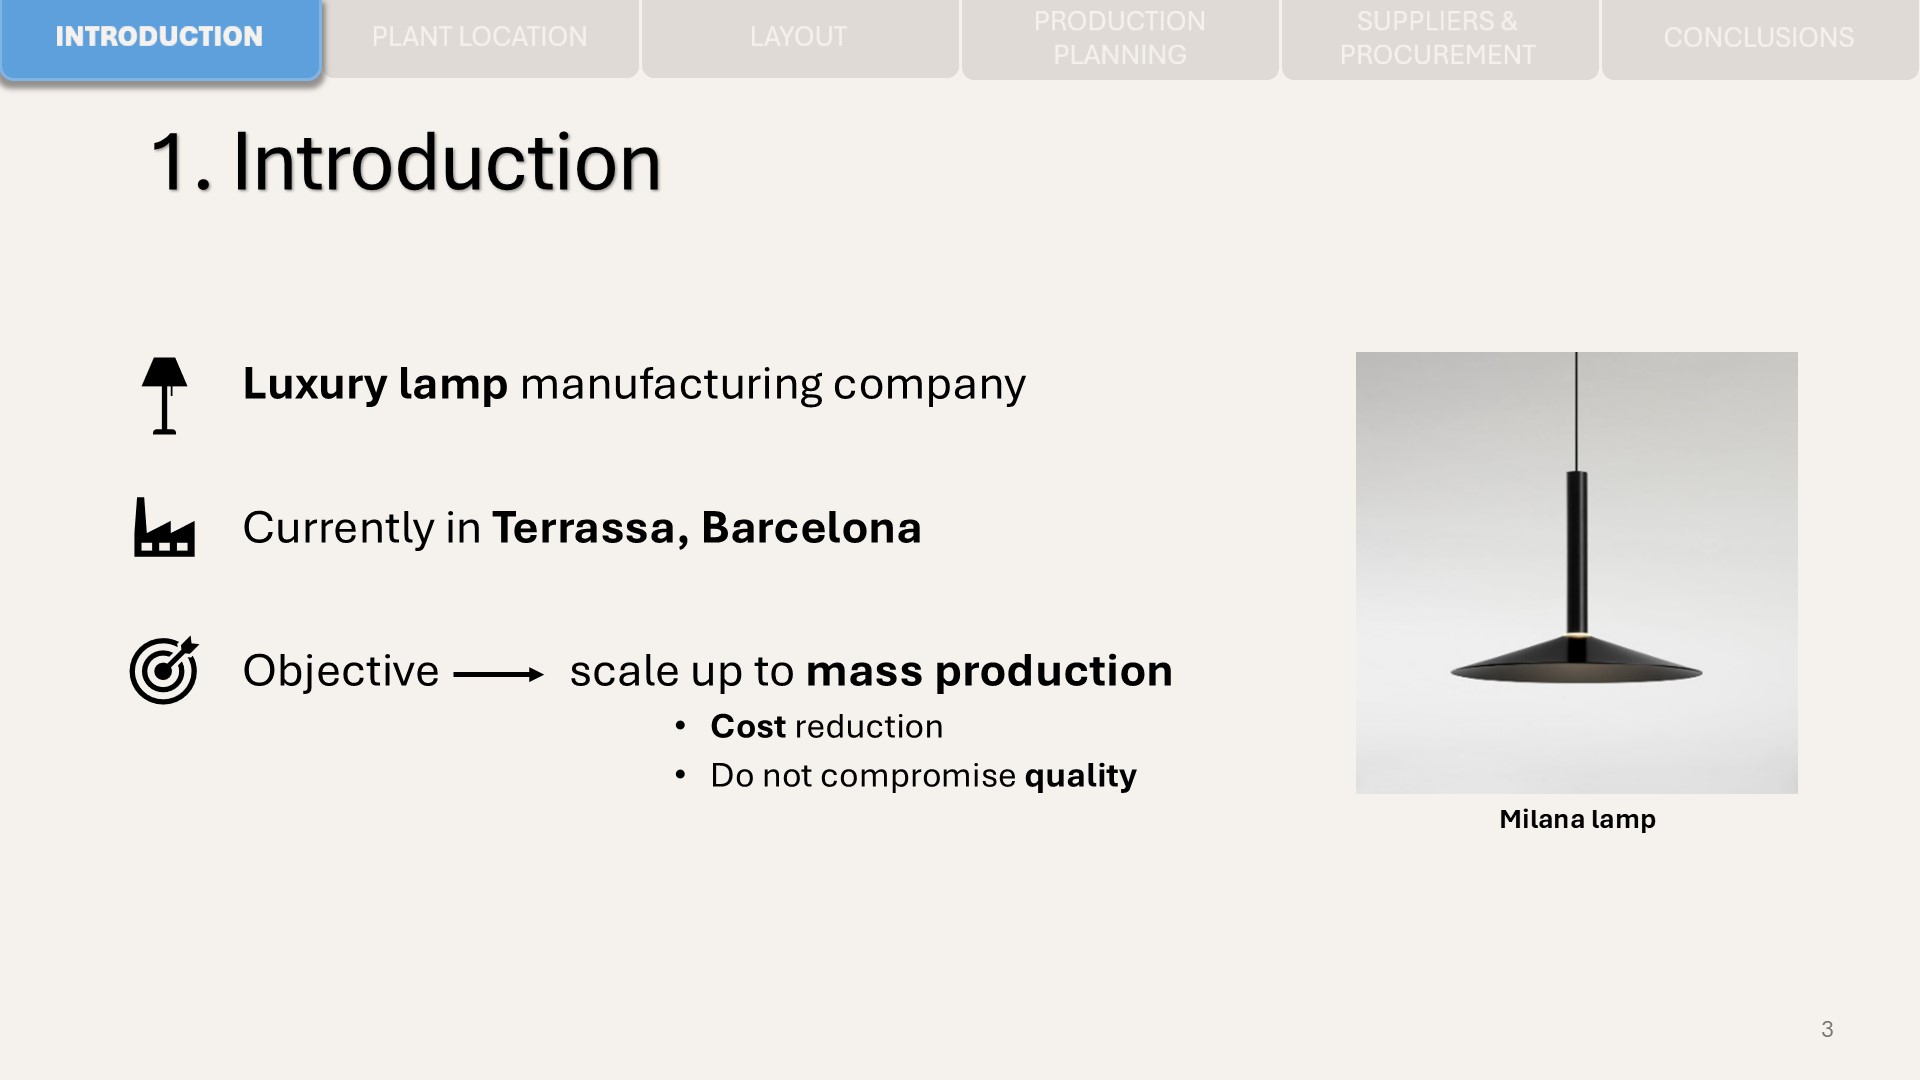 INTRODUCTION
PLANT LOCATION
LAYOUT
PRODUCTION
PLANNING
SUPPLIERS &
PROCUREMENT
CONCLUSIONS
1. Introduction
Luxury lamp manufacturing company
Currently in Terrassa, Barcelona
Objective scale up to mass production
• Cost reduction
• Do not compromise quality
Milana lamp
3